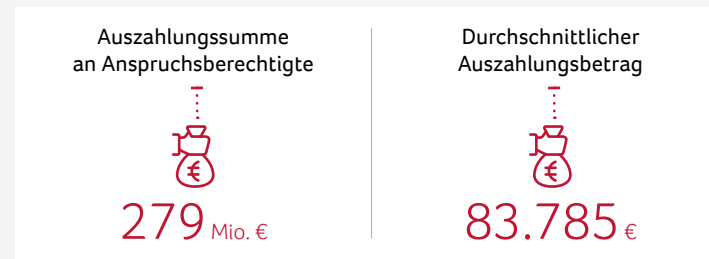 Auszahlungssumme
an Anspruchsberechtigte
€
279 Mio. €
Durchschnittlicher
Auszahlungsbetrag
€
83.785 €